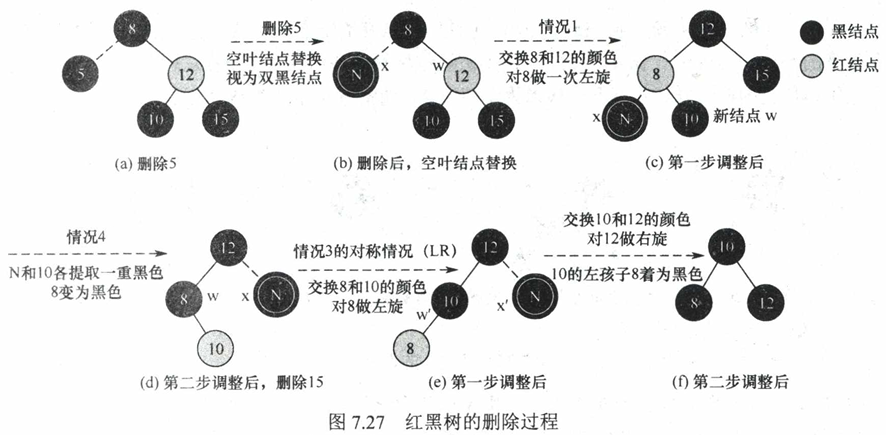 删除5
空叶结点替换
视为双黑结点
情况1
交换8和12的颜色
对8做一次左旋
黑结点
红结点
8
5
12
10
15
8
N
x
w
12
10
15
12
8
15
x
N
10
新结点 w
(a) 删除5
(b) 删除后，空叶结点替换
(c) 第一步调整后
情况4
N和10各提取一重黑色
8变为黑色
情况3的对称情况（LR）
交换8和10的颜色
对8做左旋
交换10和12的颜色
对12做右旋
10的左孩子8着为黑色
12
8
w
x
N
10
12
10
w′
x′
N
8
10
8
12
(d) 第二步调整后，删除15
(e) 第一步调整后
(f) 第二步调整后
图 7.27 红黑树的删除过程